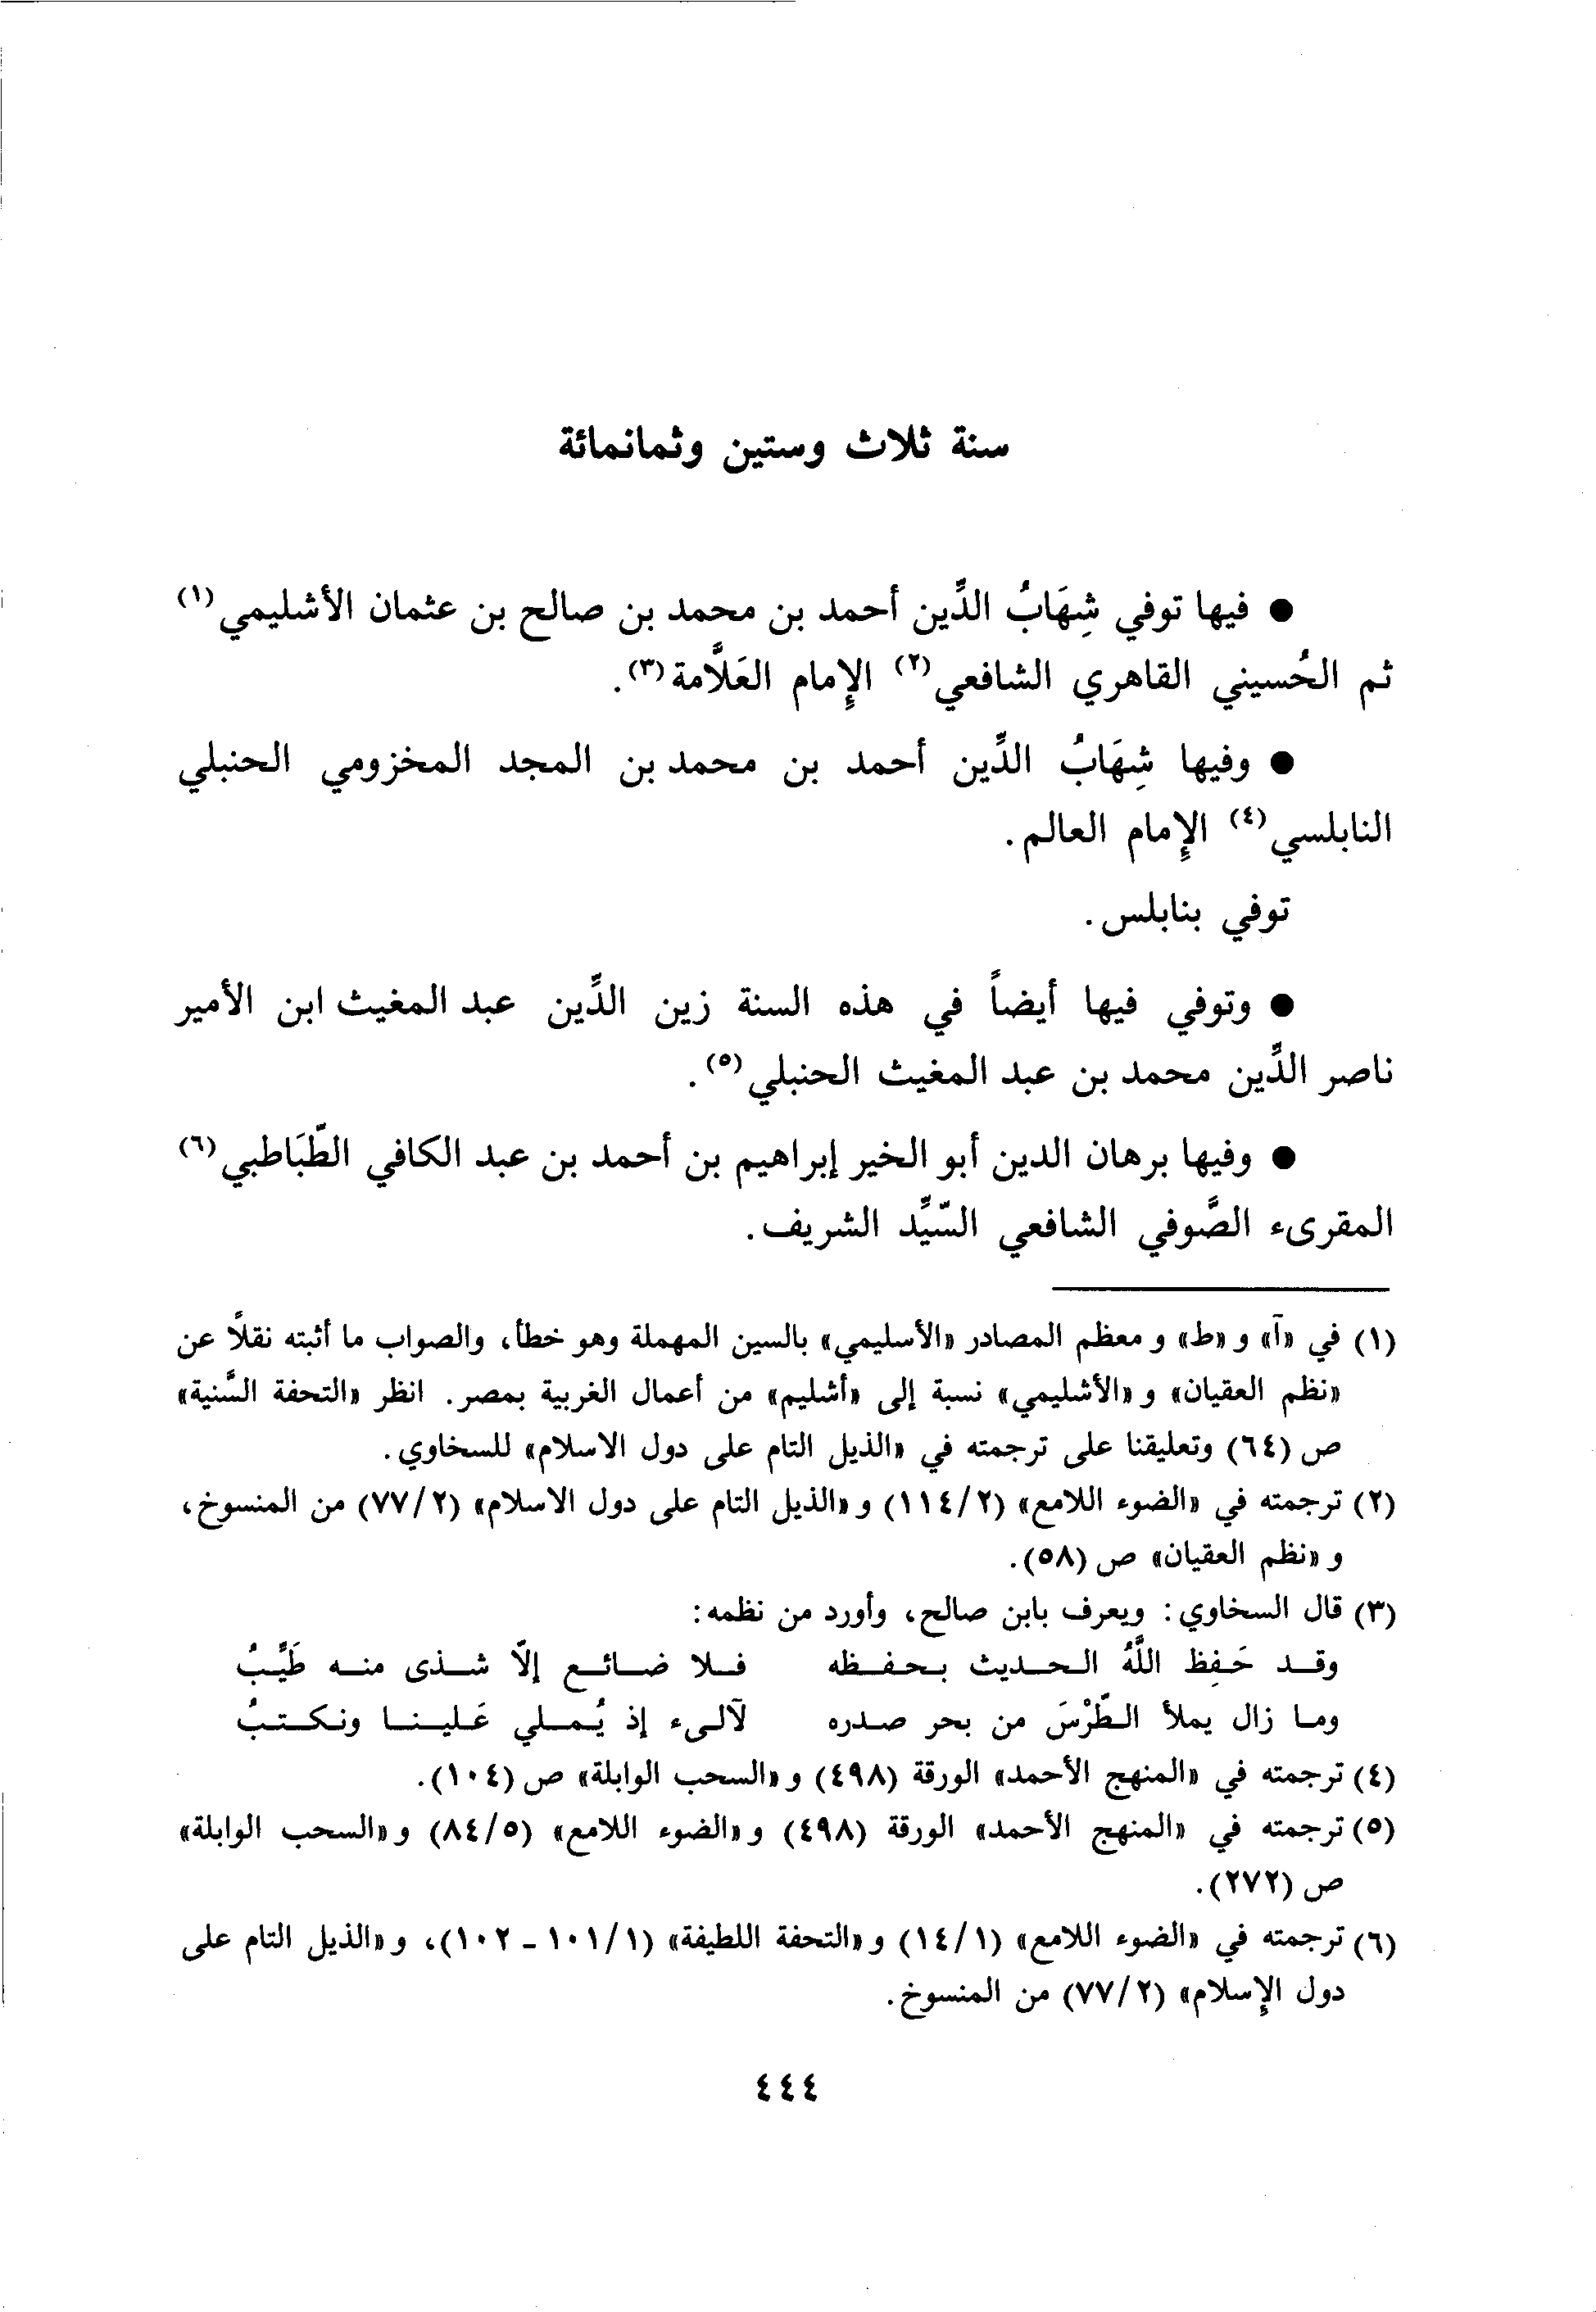 سنة ثلاث وستين وثمانمائة
● فيها توفي شِهَابُ الدِّين أحمد بن محمد بن صالح بن عثمان الأشليمي(١)
ثم الحُسيني القاهري الشافعي(٢) الإِمام العَلَّامة(٣).
● وفيها شِهَابُ الدِّين أحمد بن محمد بن المجد المخزومي الحنبلي
النابلسي(٤) الإِمام العالم.
توفي بنابلس.
● وتوفي فيها أيضاً في هذه السنة زين الدِّين عبد المغيث ابن الأمير
ناصر الدِّين محمد بن عبد المغيث الحنبلي(٥).
● وفيها برهان الدين أبو الخير إبراهيم بن أحمد بن عبد الكافي الطَّبَاطبي(٦)
المقرىء الصَّوفي الشافعي السّيِّد الشريف.
(١) في «آ» و «ط» و معظم المصادر «الأسليمي» بالسين المهملة وهو خطأ، والصواب ما أثبته نقلاً عن
«نظم العقيان» و «الأشليمي» نسبة إلى «أشليم» من أعمال الغربية بمصر. انظر «التحفة السَّنية»
ص (٦٤) وتعليقنا على ترجمته في «الذيل التام على دول الاسلام» للسخاوي.
(٢) ترجمته في «الضوء اللامع» (٢/١١٤) و «الذيل التام على دول الاسلام» (٢/٧٧) من المنسوخ،
و «نظم العقيان» ص (٥٨).
(٣) قال السخاوي: ويعرف بابن صالح، وأورد من نظمه:
وقد حَفِظ اللَّهُ الحديث بحفظه فلا ضائع إلّا شذى منه طَيِّبُ
وما زال يملأ الطّرْسَ من بحر صدره لآلىء إذ يُملي عَلينا ونكتبُ
(٤) ترجمته في «المنهج الأحمد» الورقة (٤٩٨) و «السحب الوابلة» ص (١٠٤).
(٥) ترجمته في «المنهج الأحمد» الورقة (٤٩٨) و «الضوء اللامع» (٥/٨٤) و «السحب الوابلة»
ص (٢٧٢).
(٦) ترجمته في «الضوء اللامع» (١/١٤) و «التحفة اللطيفة» (١/١٠١ - ١٠٢)، و «الذيل التام على
دول الإِسلام» (٢/٧٧) من المنسوخ.
٤٤٤